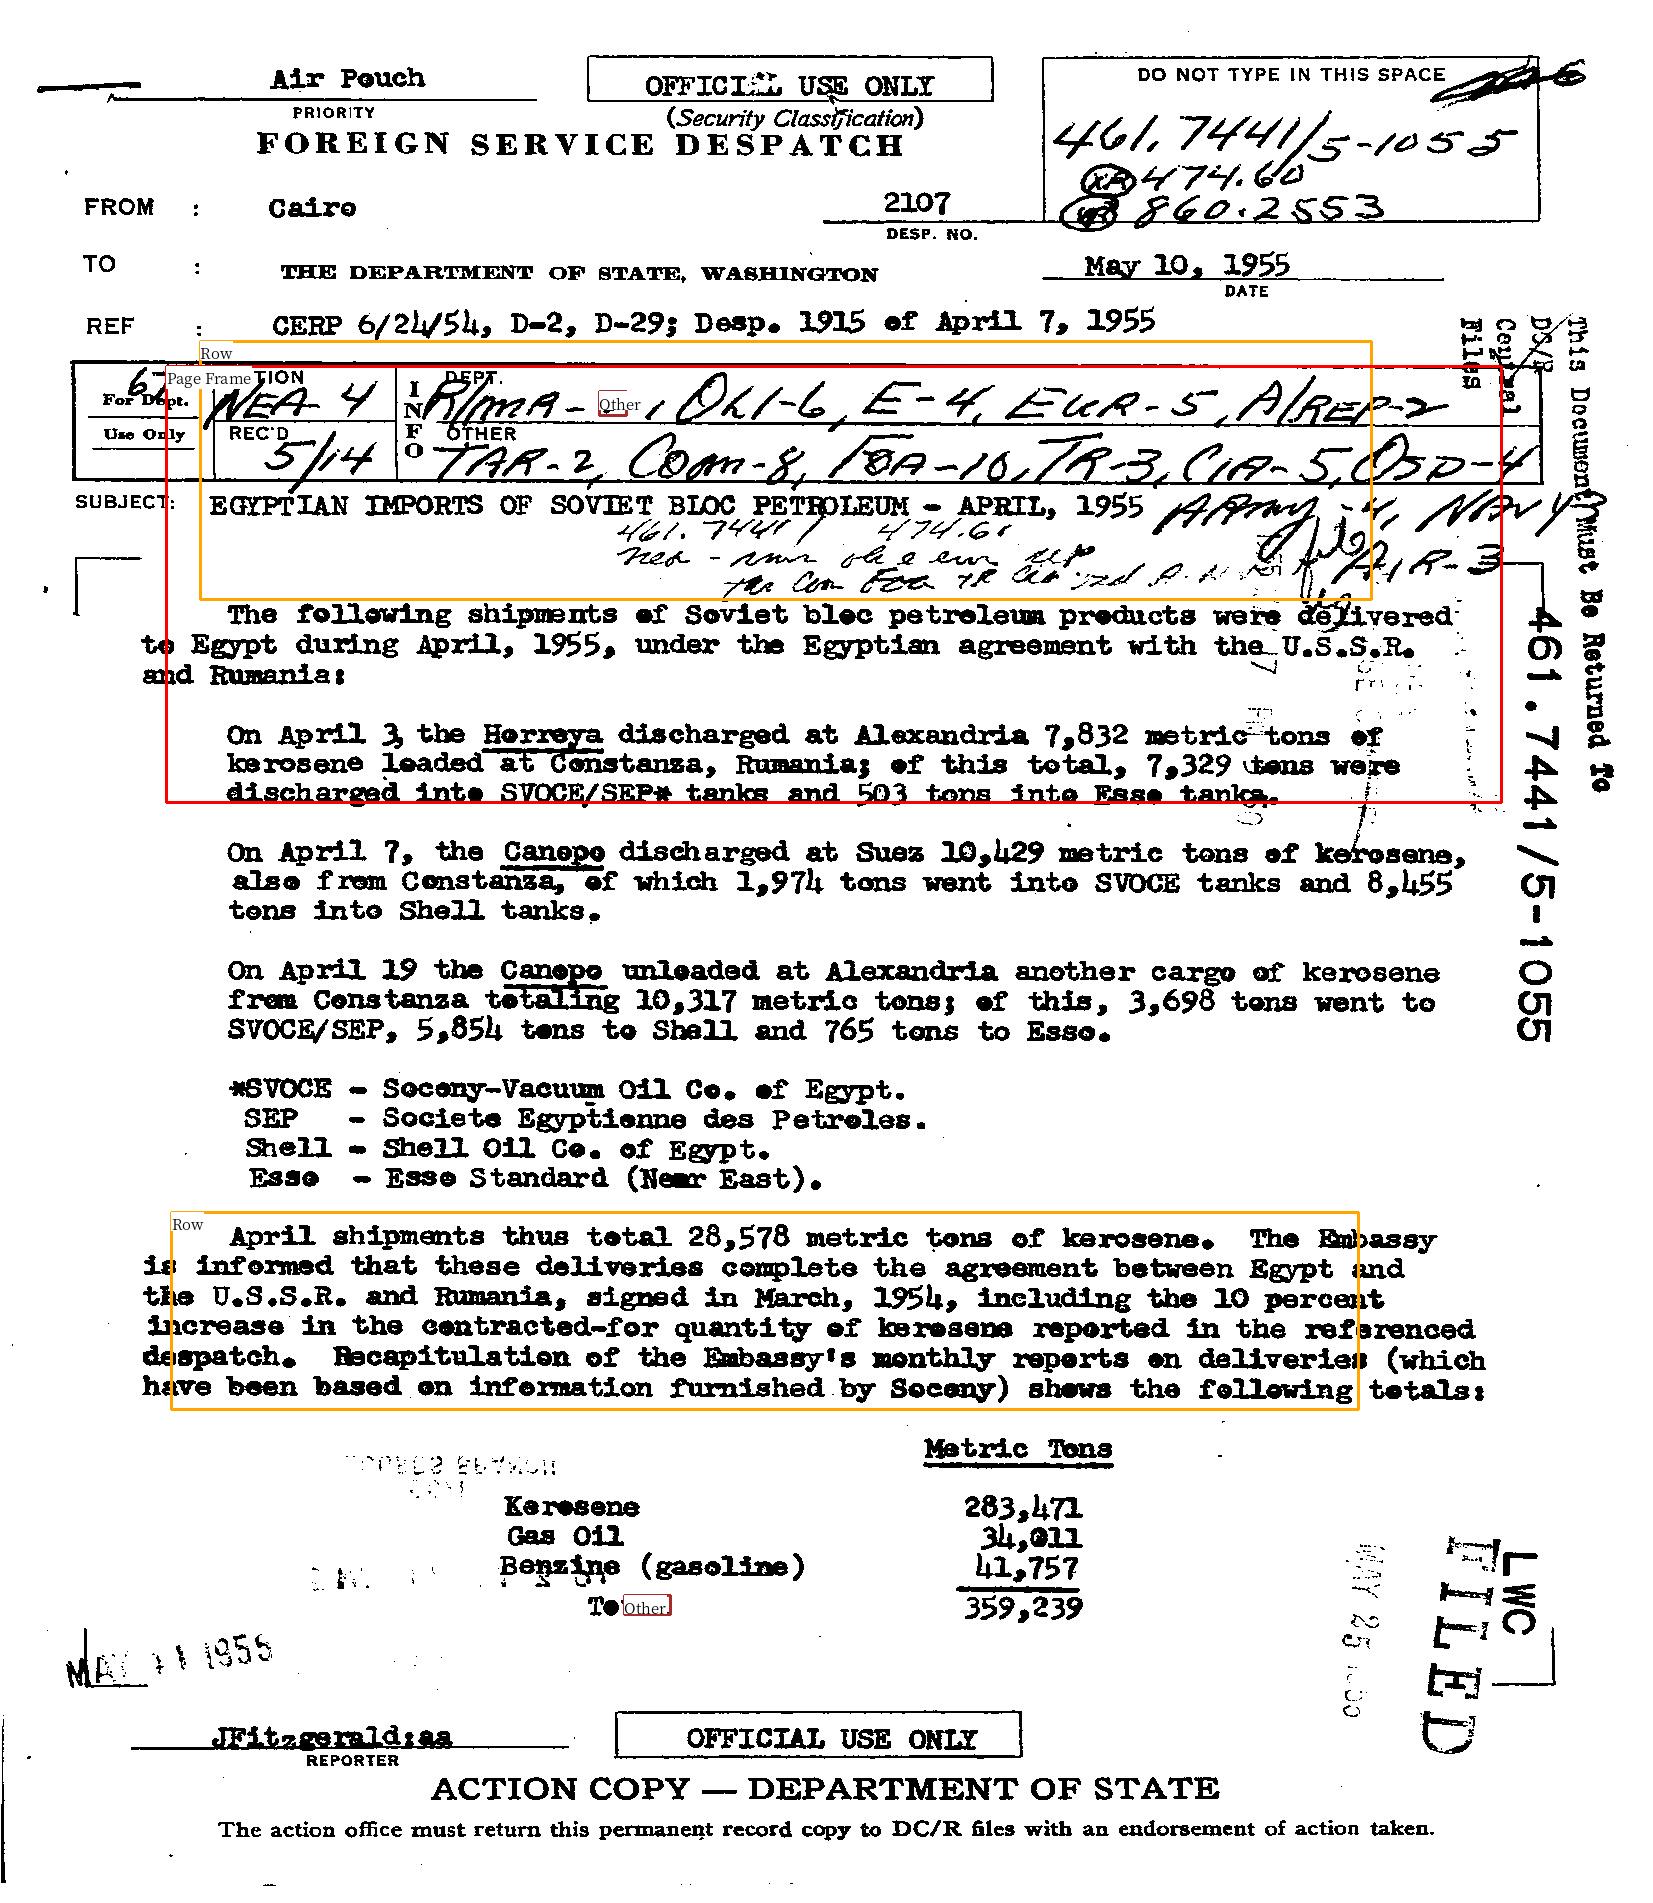 Air Pouch
PRIORITY
OFFICIAL USE ONLY
(Security Classification)
DO NOT TYPE IN THIS SPACE
FOREIGN SERVICE DESPATCH
461.7441/5-1055
XR 474.60
XR 860.2553
FROM : Cairo
2107
DESP. NO.
TO : THE DEPARTMENT OF STATE, WASHINGTON
May 10, 1955
DATE
REF : CERP 6/24/54, D-2, D-29; Desp. 1915 of April 7, 1955
This Document Must Be Returned To
DC/R
Central
Files
Row
Page Frame
For Dept.
Use Only
TION
NEA 4
REC'D
5/14
INFO
DEPT.
R/MA- Other, OLI-6, E-4, EUR-5, A/REP-2
OTHER
TAR-2, Com-8, FOA-10, TR-3, CIA-5, OSD-4
SUBJECT: EGYPTIAN IMPORTS OF SOVIET BLOC PETROLEUM - APRIL, 1955
ARmy-4, NAVY
AIR-3
461.7441/ 474.60
The following shipments of Soviet bloc petroleum products were delivered
to Egypt during April, 1955, under the Egyptian agreement with the U.S.S.R.
and Rumania:
On April 3, the Horreya discharged at Alexandria 7,832 metric tons of
kerosene loaded at Constanza, Rumania; of this total, 7,329 tons were
discharged into SVOCE/SEP* tanks and 503 tons into Esso tanks.
On April 7, the Canopo discharged at Suez 10,429 metric tons of kerosene,
also from Constanza, of which 1,974 tons went into SVOCE tanks and 8,455
tons into Shell tanks.
On April 19 the Canopo unloaded at Alexandria another cargo of kerosene
from Constanza totaling 10,317 metric tons; of this, 3,698 tons went to
SVOCE/SEP, 5,854 tons to Shell and 765 tons to Esso.
461.7441/5-1055
*SVOCE - Socony-Vacuum Oil Co. of Egypt.
SEP - Societe Egyptienne des Petroles.
Shell - Shell Oil Co. of Egypt.
Esso - Esso Standard (Near East).
Row
April shipments thus total 28,578 metric tons of kerosene. The Embassy
is informed that these deliveries complete the agreement between Egypt and
the U.S.S.R. and Rumania, signed in March, 1954, including the 10 percent
increase in the contracted-for quantity of kerosene reported in the referenced
despatch. Recapitulation of the Embassy's monthly reports on deliveries (which
have been based on information furnished by Socony) shows the following totals:
Metric Tons
Kerosene 283,471
Gas Oil 34,011
Benzine (gasoline) 41,757
To Other 359,239
LWC
FILED
MAY 25
MAY 11 1955
JFitzgerald:aa
REPORTER
OFFICIAL USE ONLY
ACTION COPY — DEPARTMENT OF STATE
The action office must return this permanent record copy to DC/R files with an endorsement of action taken.